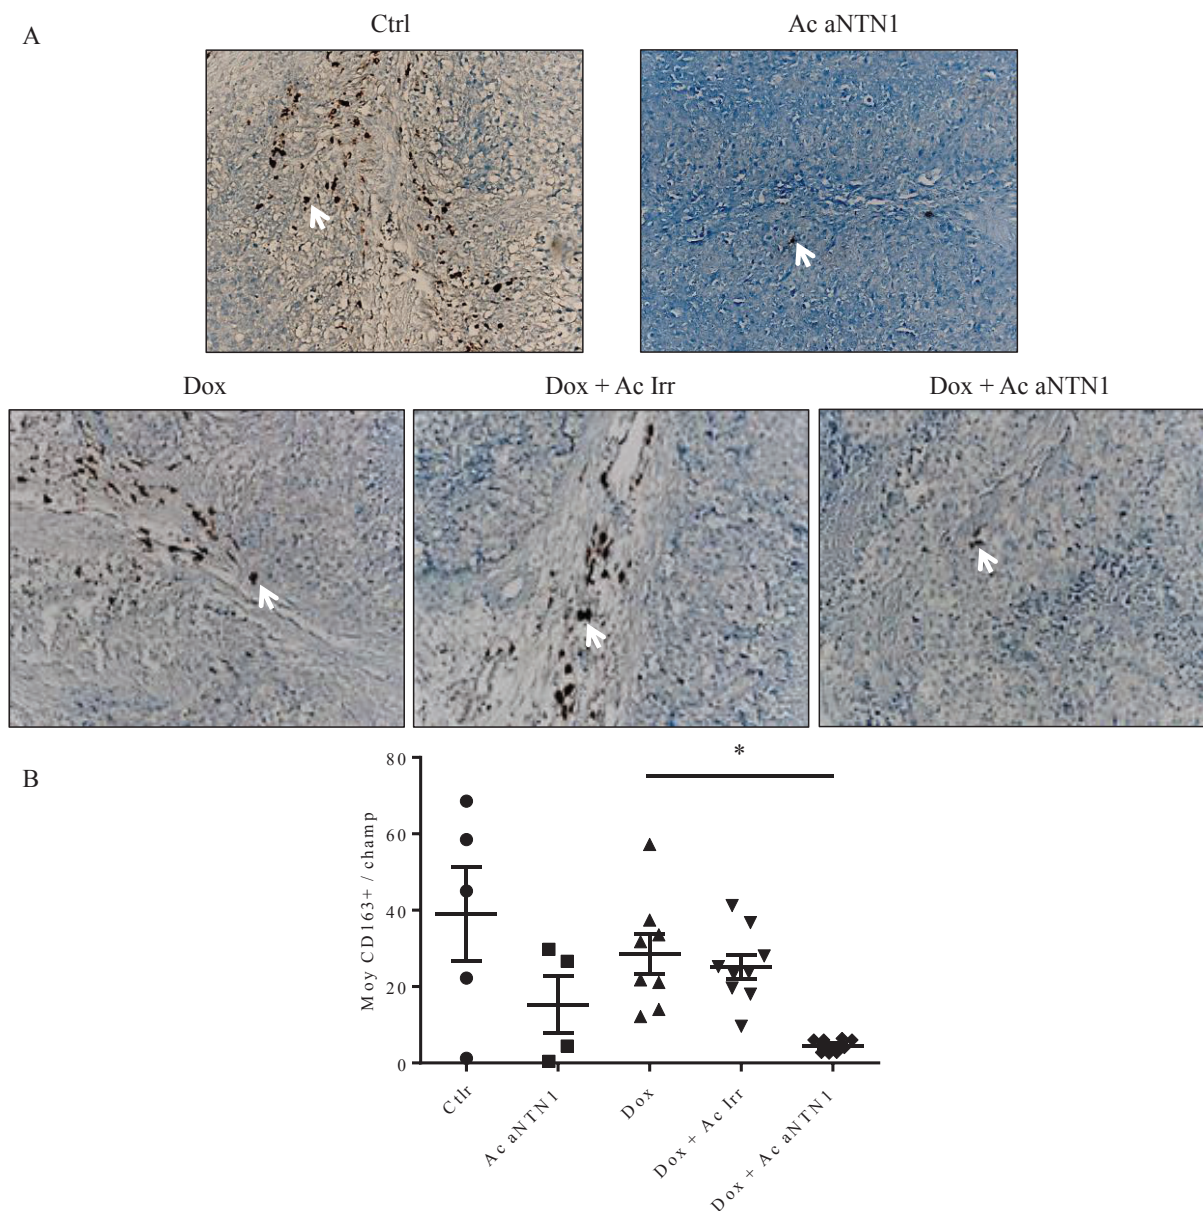 A
Ctrl
Ac aNTN1
Dox
Dox + Ac Irr
Dox + Ac aNTN1
B
*
Moy CD163+ / champ
80
60
40
20
0
Ctlr
Ac aNTN1
Dox
Dox + Ac Irr
Dox + Ac aNTN1